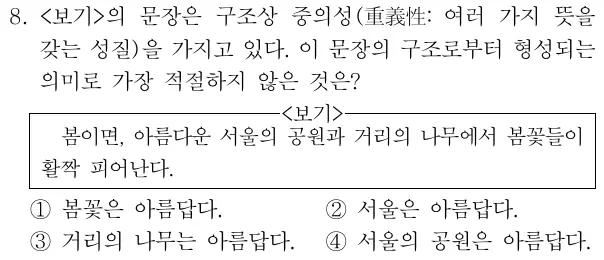 8. <보기>의 문장은 구조상 중의성(重義性: 여러 가지 뜻을
갖는 성질)을 가지고 있다. 이 문장의 구조로부터 형성되는
의미로 가장 적절하지 않은 것은?
<보기>
봄이면, 아름다운 서울의 공원과 거리의 나무에서 봄꽃들이
활짝 피어난다.
① 봄꽃은 아름답다. ② 서울은 아름답다.
③ 거리의 나무는 아름답다. ④ 서울의 공원은 아름답다.